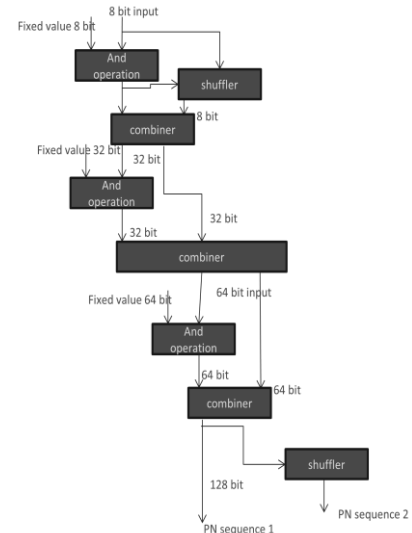 8 bit input
Fixed value 8 bit
And
operation
shuffler
8 bit
combiner
Fixed value 32 bit
32 bit
And
operation
32 bit
32 bit
combiner
64 bit input
Fixed value 64 bit
And
operation
64 bit
64 bit
combiner
shuffler
128 bit
PN sequence 2
PN sequence 1